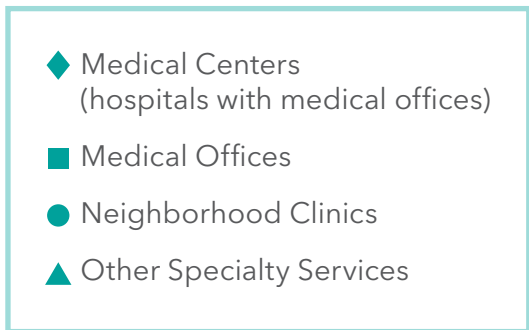 Medical Centers
(hospitals with medical offices)
Medical Offices
Neighborhood Clinics
Other Specialty Services